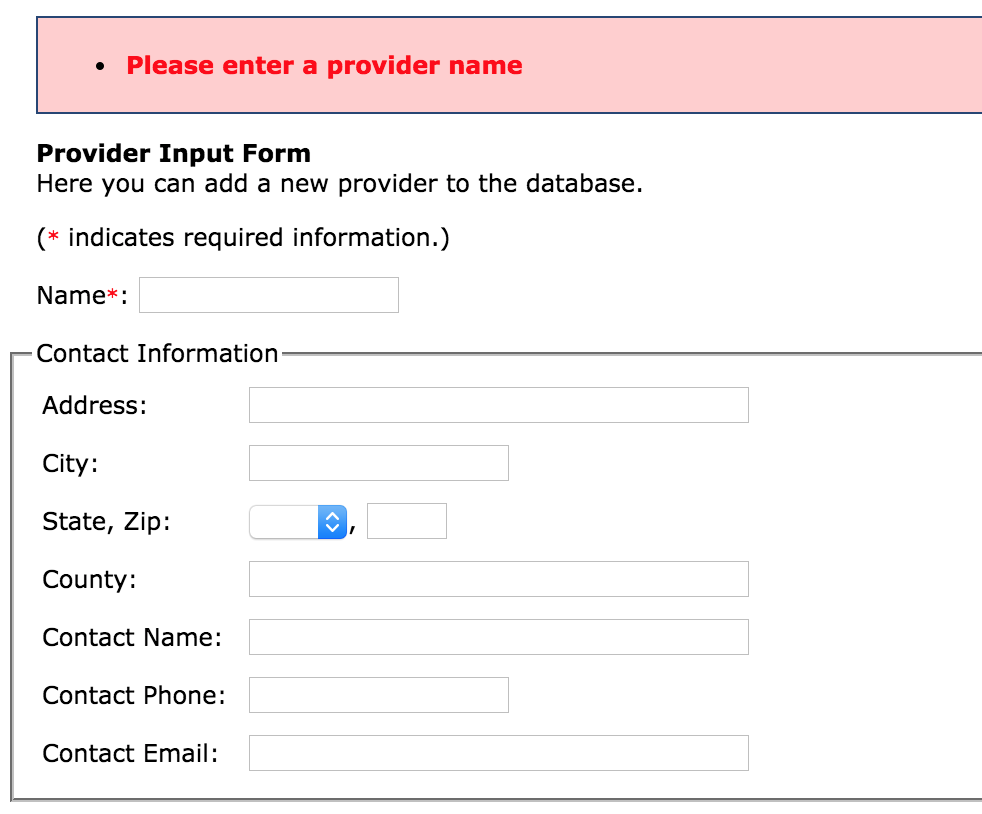 Please enter a provider name
Provider Input Form
Here you can add a new provider to the database.
(* indicates required information.)
Name*:
Contact Information
Address:
City:
State, Zip:
,
County:
Contact Name:
Contact Phone:
Contact Email: